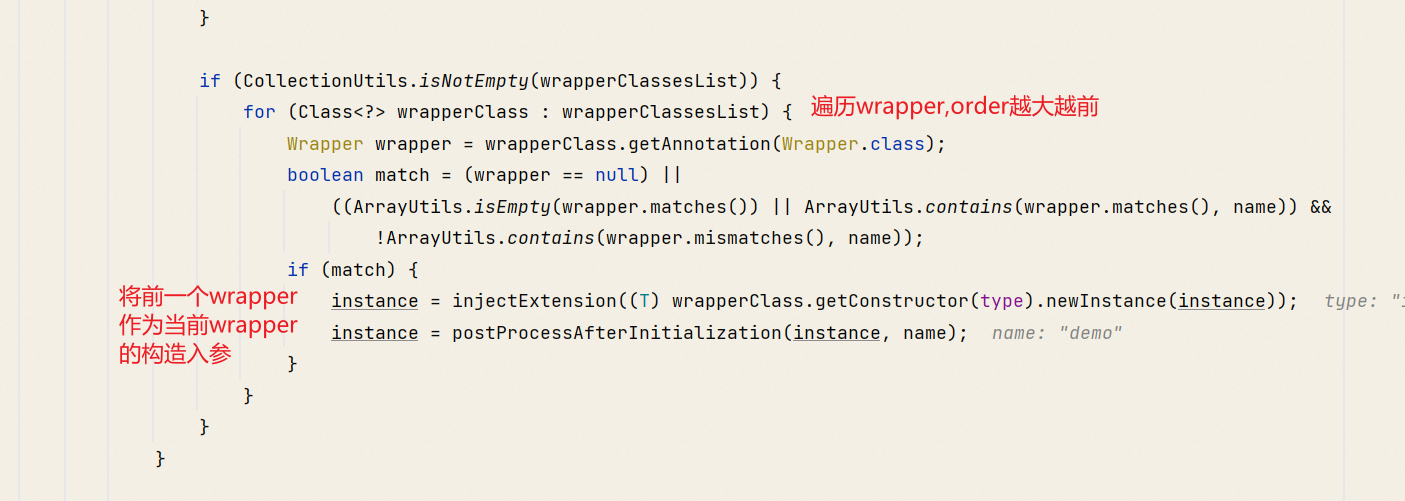 }
if (CollectionUtils.isNotEmpty(wrapperClassesList)) {
for (Class<?> wrapperClass : wrapperClassesList) { 遍历wrapper,order越大越前
Wrapper wrapper = wrapperClass.getAnnotation(Wrapper.class);
boolean match = (wrapper == null) ||
((ArrayUtils.isEmpty(wrapper.matches()) || ArrayUtils.contains(wrapper.matches(), name)) &&
!ArrayUtils.contains(wrapper.mismatches(), name));
if (match) {
将前一个wrapper
作为当前wrapper
的构造入参
instance = injectExtension((T) wrapperClass.getConstructor(type).newInstance(instance)); type: "
instance = postProcessAfterInitialization(instance, name); name: "demo"
}
}
}
}